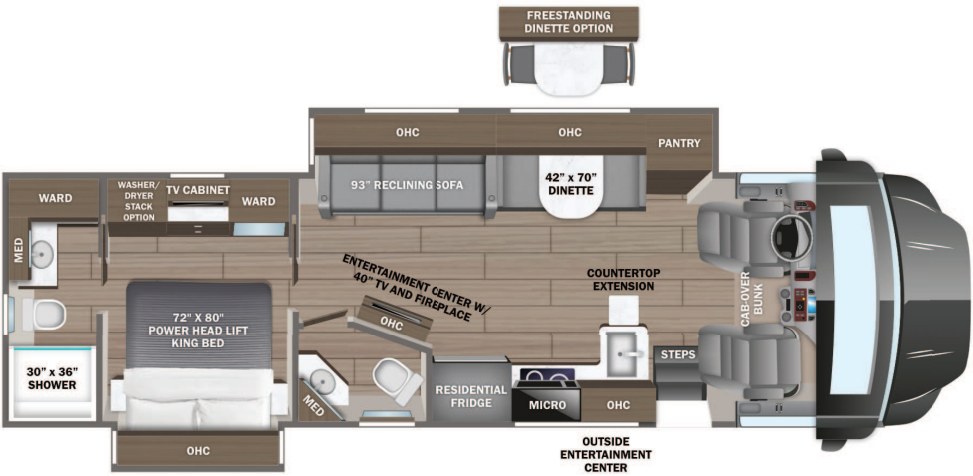 FREESTANDING
DINETTE OPTION
OHC
OHC
PANTRY
93" RECLINING SOFA
42" x 70"
DINETTE
WARD
WASHER/
DRYER
STACK
OPTION
TV CABINET
WARD
MED
ENTERTAINMENT CENTER W/
40" TV AND FIREPLACE
OHC
COUNTERTOP
EXTENSION
CAB-OVER
BUNK
72" X 80"
POWER HEAD LIFT
KING BED
30" x 36"
SHOWER
MED
RESIDENTIAL
FRIDGE
MICRO
OHC
STEPS
OHC
OUTSIDE
ENTERTAINMENT
CENTER